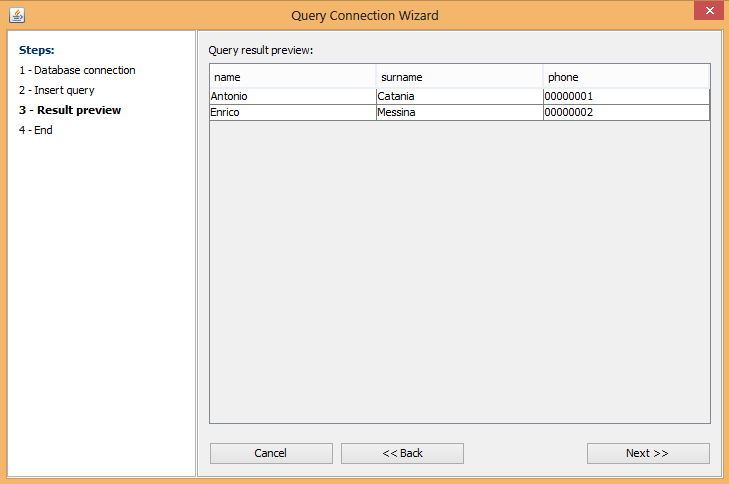 Query Connection Wizard
Steps:
1 - Database connection
2 - Insert query
3 - Result preview
4 - End
Query result preview:
name surname phone
Antonio Catania 00000001
Enrico Messina 00000002
Cancel << Back Next >>